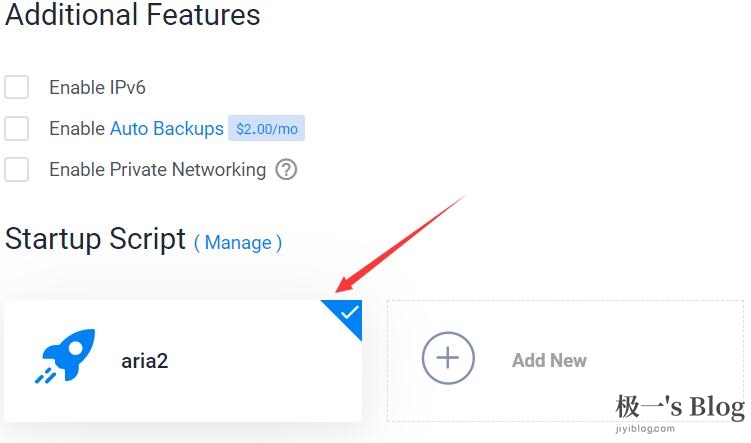 Additional Features
Enable IPv6
Enable Auto Backups $2.00/mo
Enable Private Networking ?
Startup Script ( Manage )
aria2
Add New
极一's Blog
jiyiblog.com